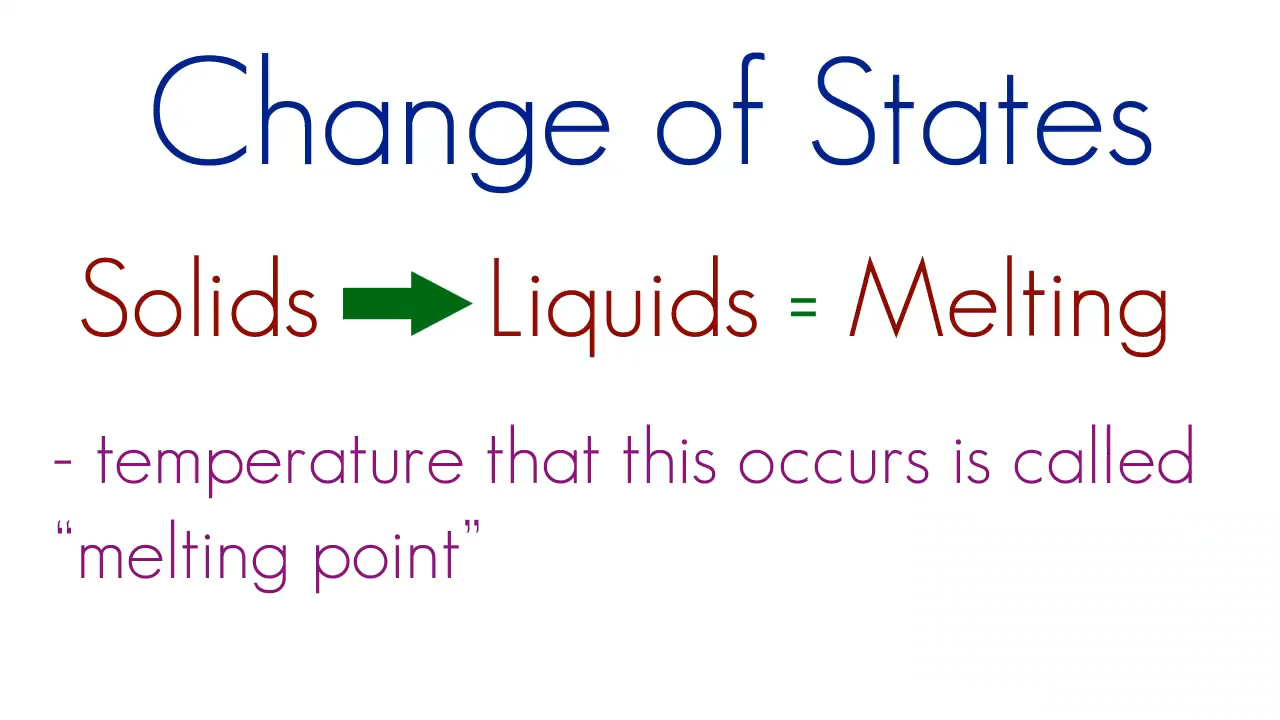 Change of States
Solids Liquids = Melting
- temperature that this occurs is called
“melting point”